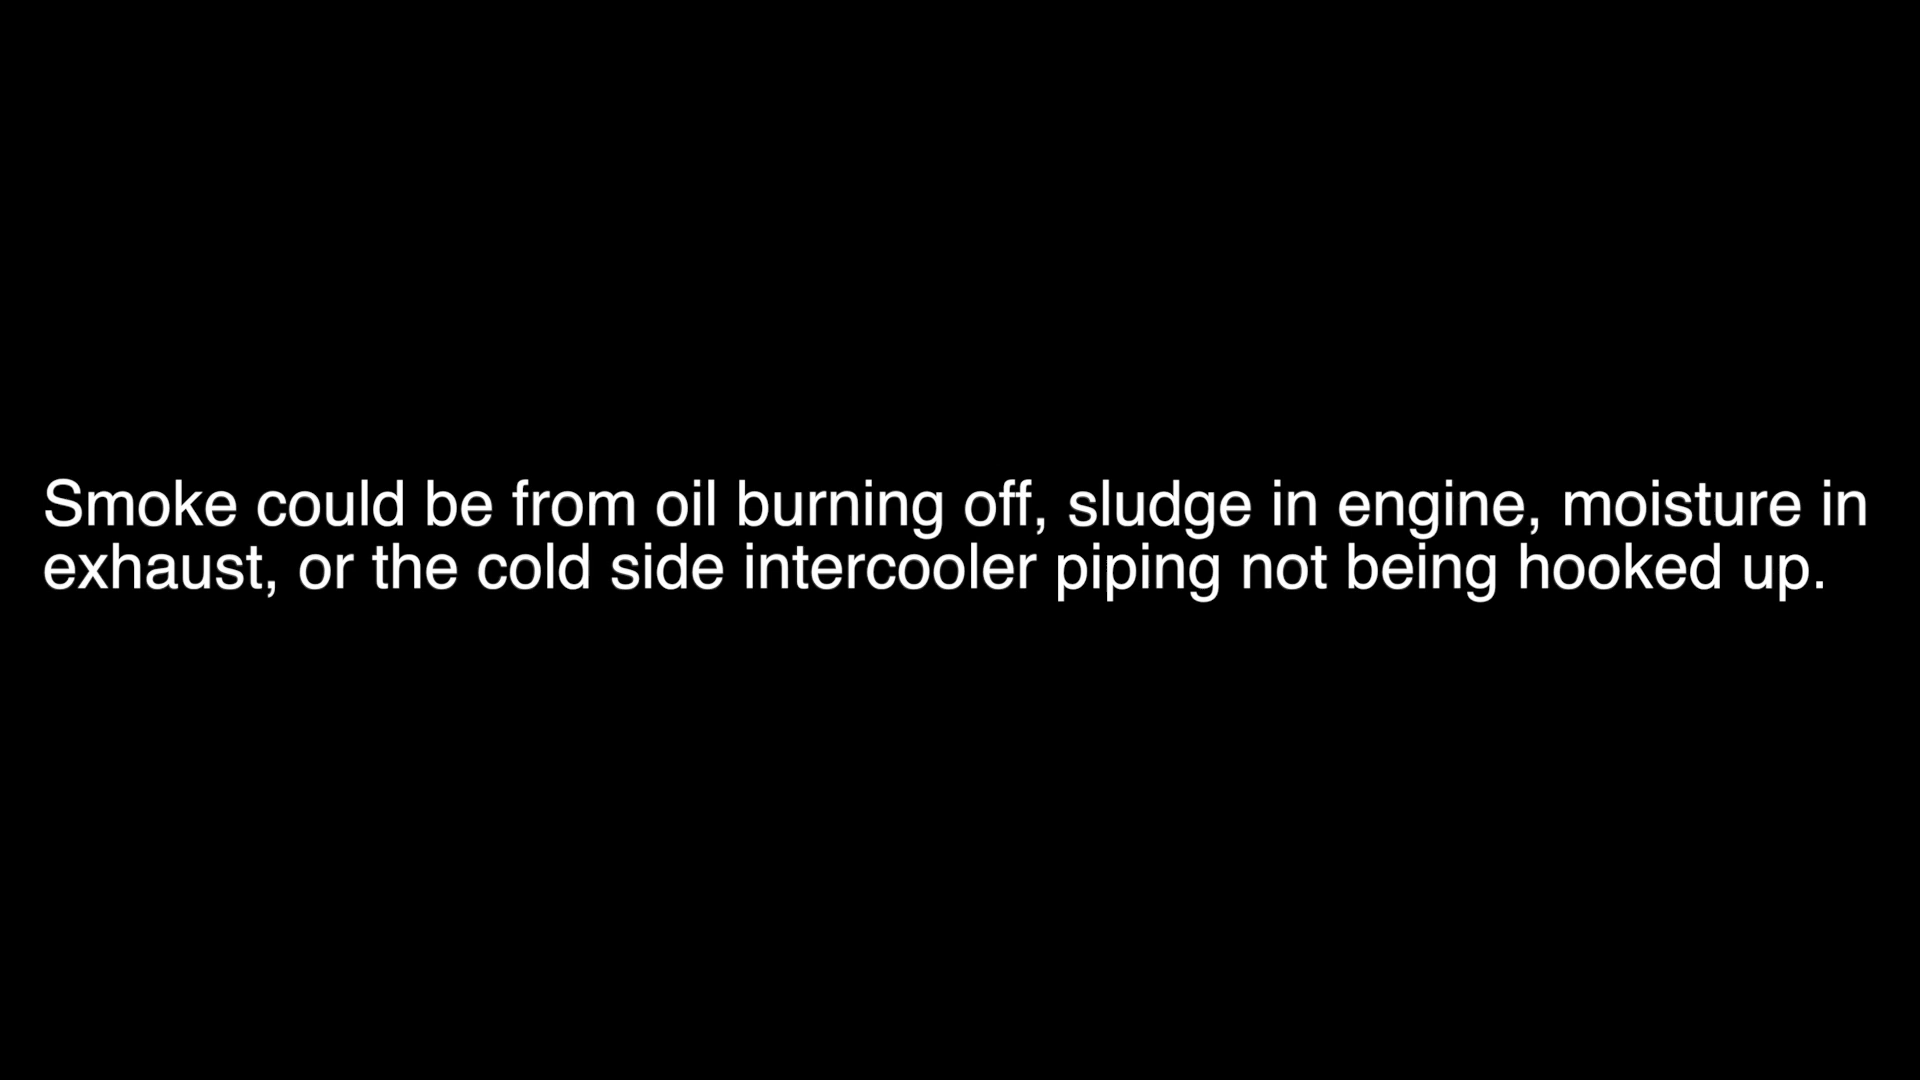 Smoke could be from oil burning off, sludge in engine, moisture in
exhaust, or the cold side intercooler piping not being hooked up.